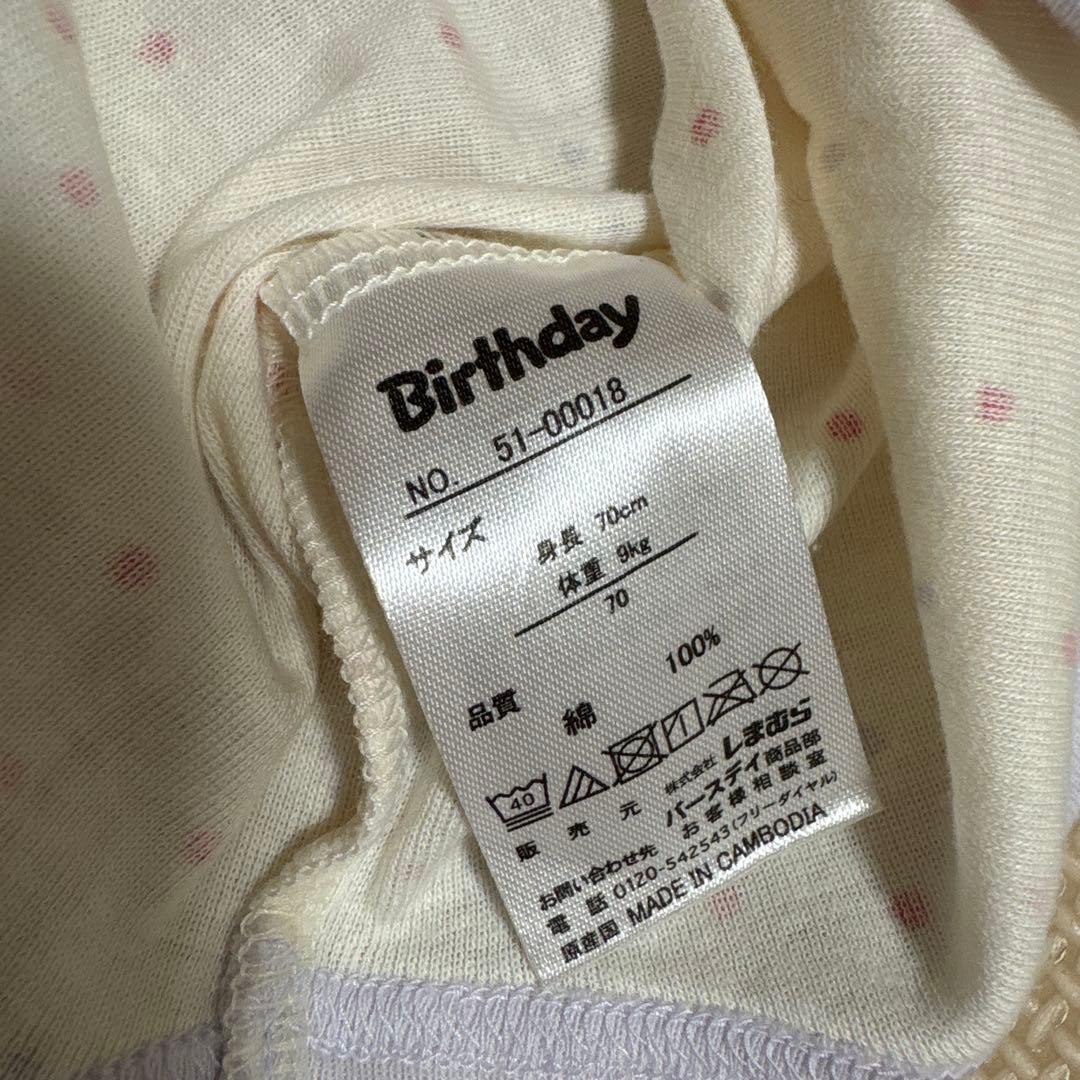 Birthday
NO. 51-00018
サイズ 身長 70cm
体重 9kg
70
品質 綿 100%
40
販売元 株式会社 しまむら
バースデイ商品部
お問い合わせ先 お客様相談室
電話 0120-542543(フリーダイヤル)
原産国 MADE IN CAMBODIA